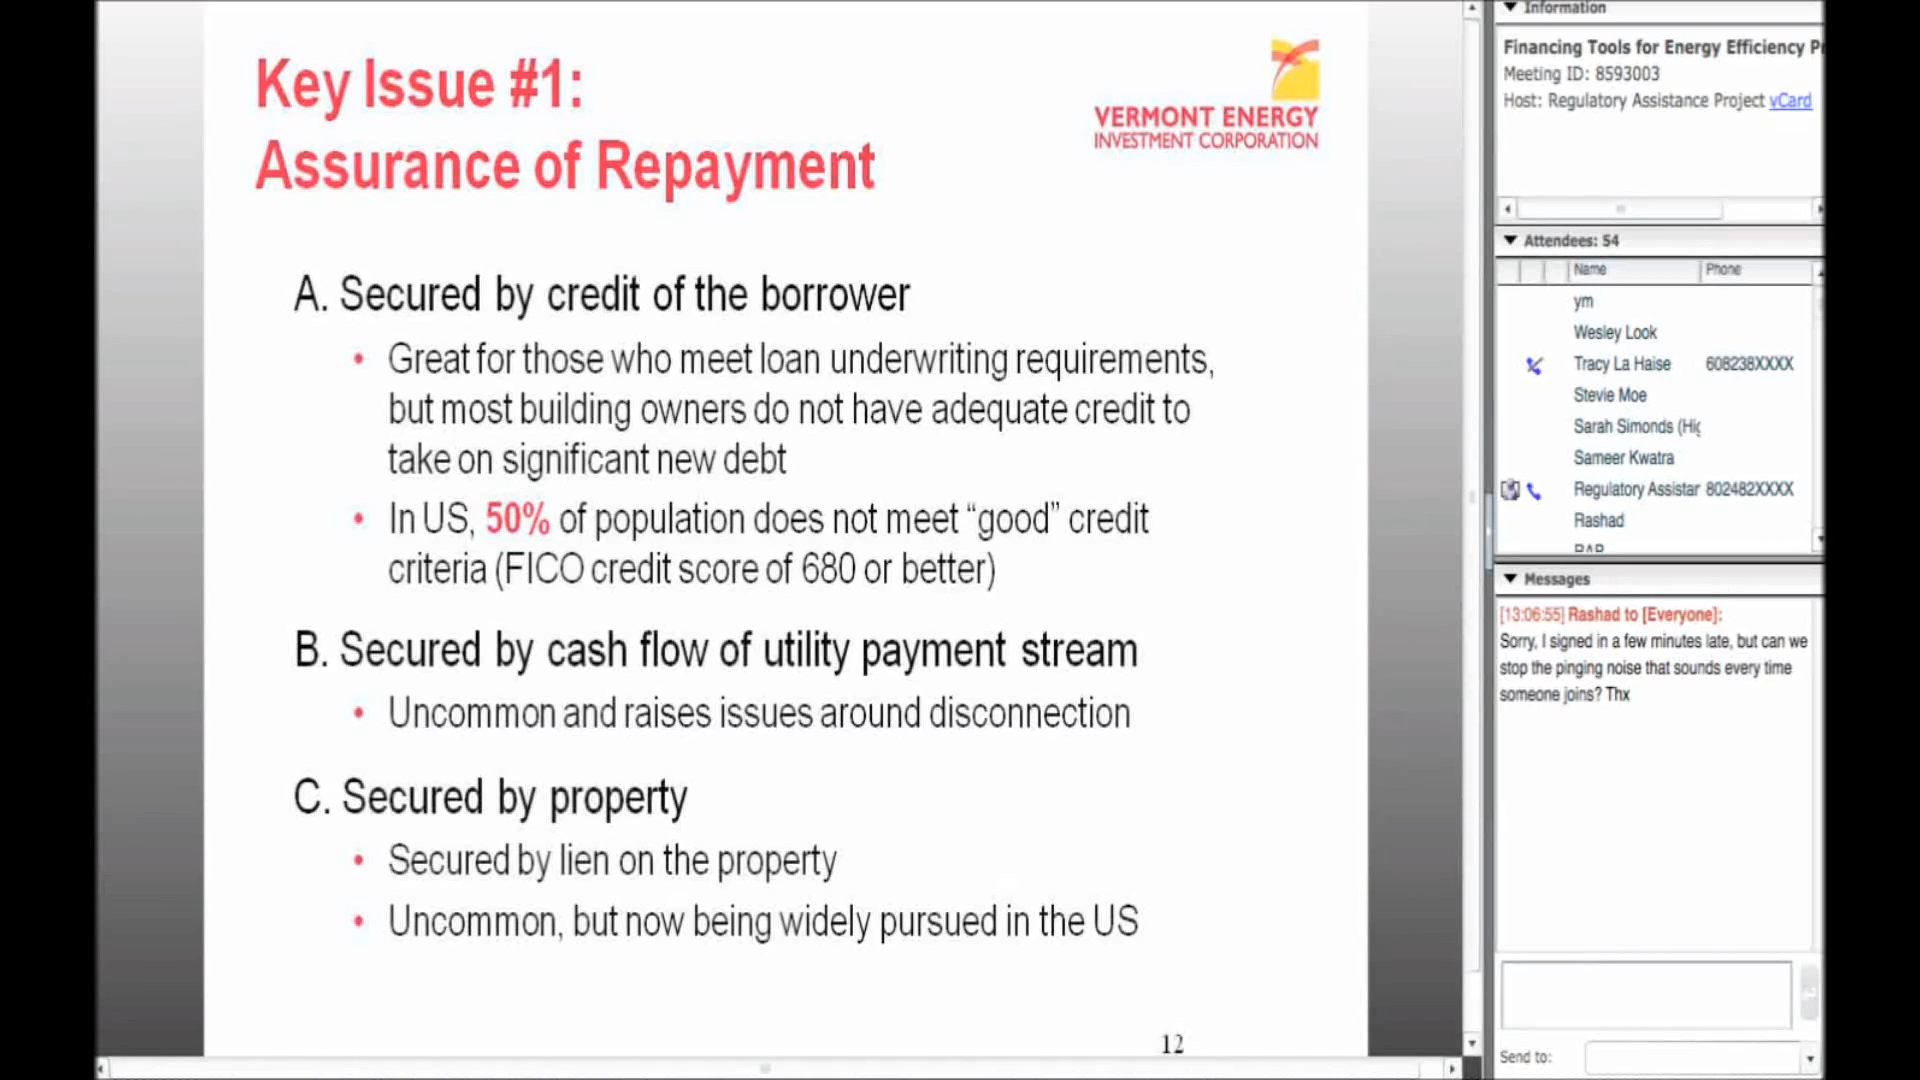 Key Issue #1:
Assurance of Repayment
VERMONT ENERGY
INVESTMENT CORPORATION
A. Secured by credit of the borrower
• Great for those who meet loan underwriting requirements,
but most building owners do not have adequate credit to
take on significant new debt
• In US, 50% of population does not meet “good” credit
criteria (FICO credit score of 680 or better)
B. Secured by cash flow of utility payment stream
• Uncommon and raises issues around disconnection
C. Secured by property
• Secured by lien on the property
• Uncommon, but now being widely pursued in the US
12
Information
Financing Tools for Energy Efficiency
Meeting ID: 8593003
Host: Regulatory Assistance Project vCard
Attendees: 54
Name Phone
ym
Wesley Look
Tracy La Haise 608238XXXX
Stevie Moe
Sarah Simonds
Sameer Kwatra
Regulatory Assistar 802482XXXX
Rashad
RAP
Messages
[13:06:55] Rashad to [Everyone]:
Sorry, I signed in a few minutes late, but can we
stop the pinging noise that sounds every time
someone joins? Thx
Send to: